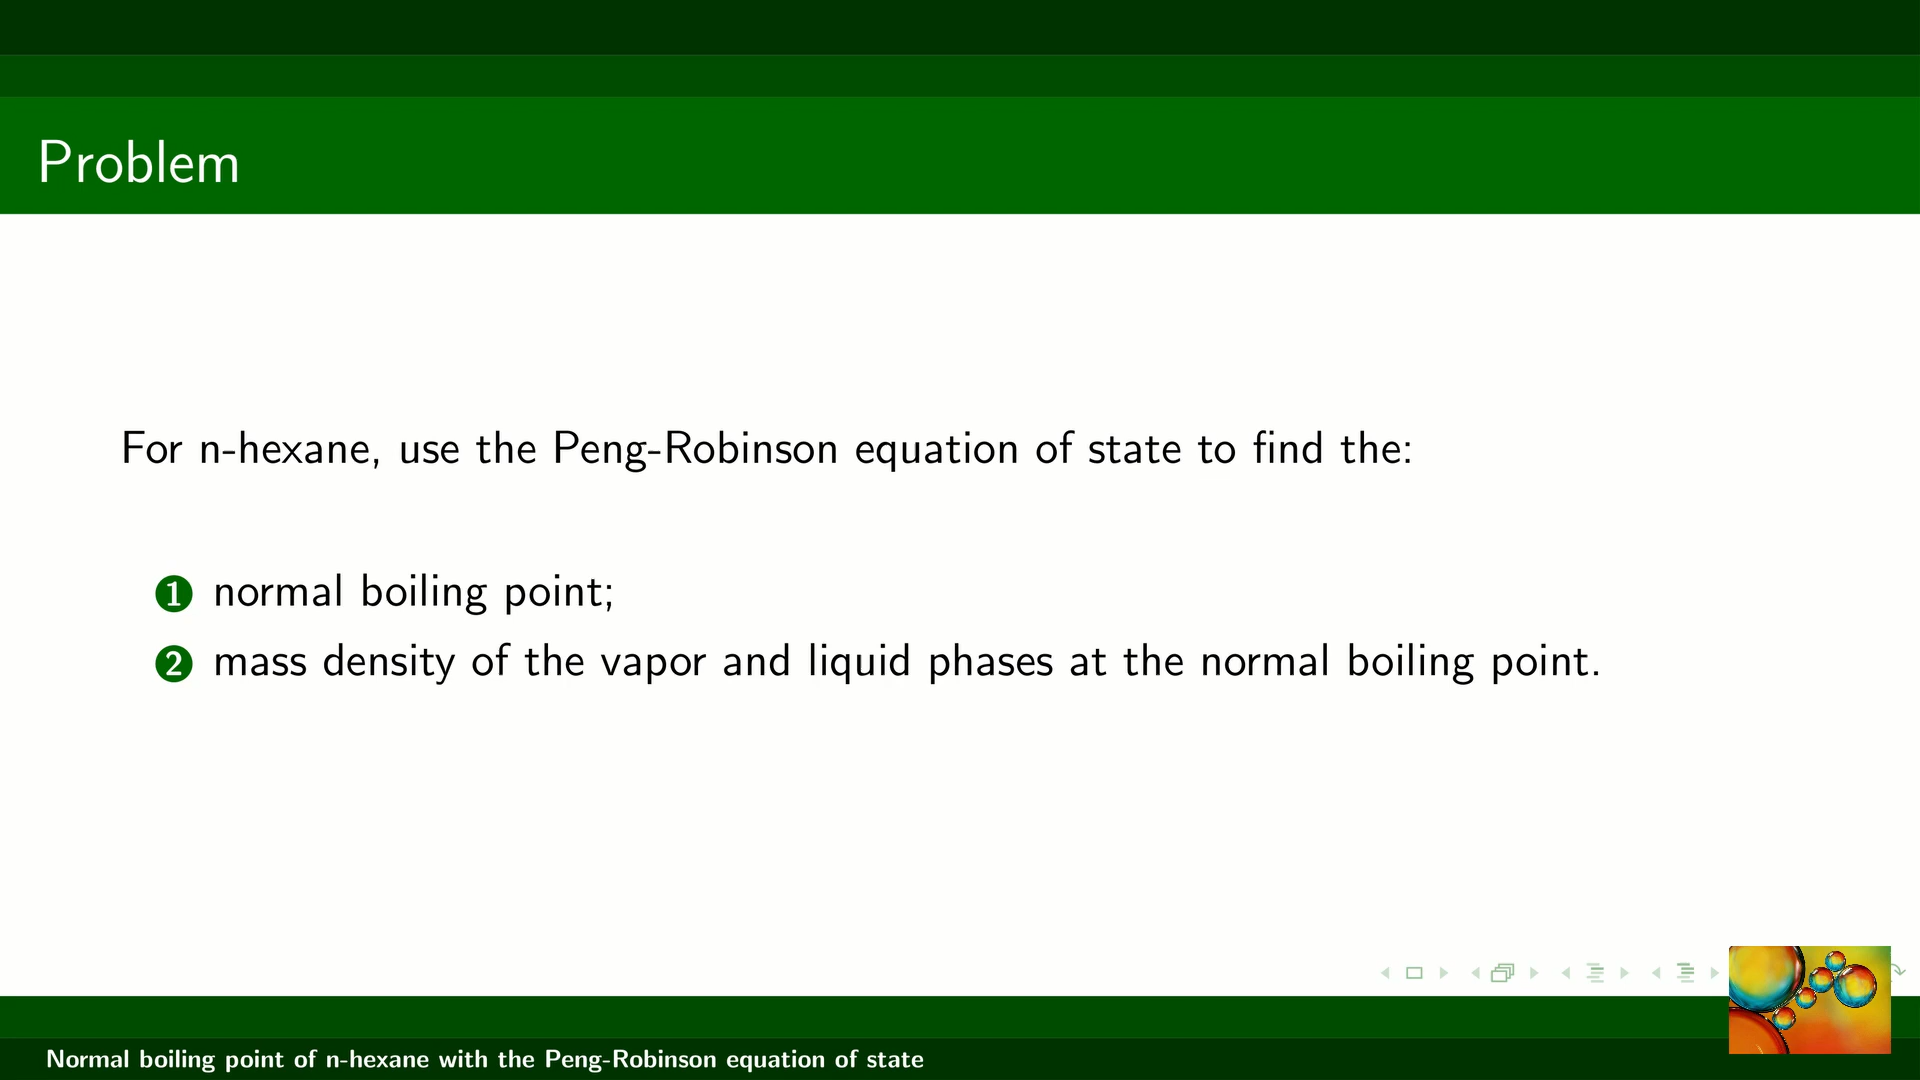 Problem
For n-hexane, use the Peng-Robinson equation of state to find the:
1 normal boiling point;
2 mass density of the vapor and liquid phases at the normal boiling point.
Normal boiling point of n-hexane with the Peng-Robinson equation of state